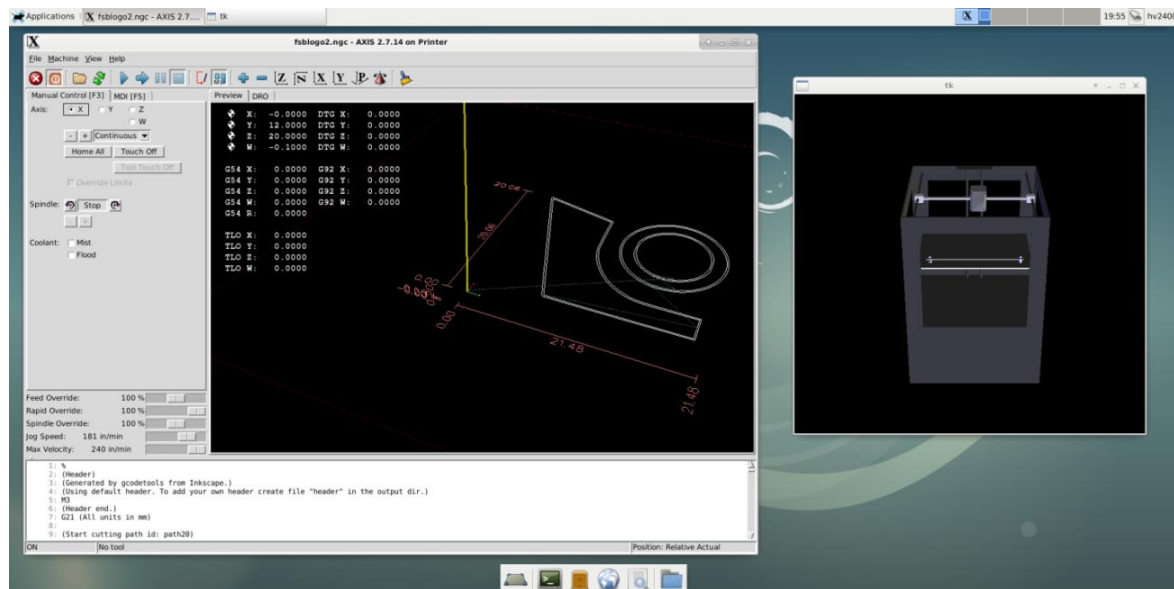 Applications
fsblogo2.ngc - AXIS 2.7....
tk
19:55
fsblogo2.ngc - AXIS 2.7.14 on Printer
File Machine View Help
Manual Control [F3] MDI [F5]
Axis: X Y Z
W
- + Continuous
Home All Touch Off
Tool Touch Off
Override Limits
Spindle: Stop
- +
Coolant: Mist
Flood
Feed Override: 100 %
Rapid Override: 100 %
Spindle Override: 100 %
Jog Speed: 181 in/min
Max Velocity: 240 in/min
Preview DRO
X: -0.0000 DTG X: 0.0000
Y: 12.0000 DTG Y: 0.0000
Z: 20.0000 DTG Z: 0.0000
W: -0.1000 DTG W: 0.0000
G54 X: 0.0000 G92 X: 0.0000
G54 Y: 0.0000 G92 Y: 0.0000
G54 Z: 0.0000 G92 Z: 0.0000
G54 W: 0.0000 G92 W: 0.0000
G54 R: 0.0000
TLO X: 0.0000
TLO Y: 0.0000
TLO Z: 0.0000
TLO W: 0.0000
20.06
20.06
0.00
21.48
21.48
1: %
2: (Header)
3: (Generated by gcodetools from Inkscape.)
4: (Using default header. To add your own header create file "header" in the output dir.)
5: M3
6: (Header end.)
7: G21 (All units in mm)
8:
9: (Start cutting path id: path20)
ON No tool Position: Relative Actual
tk